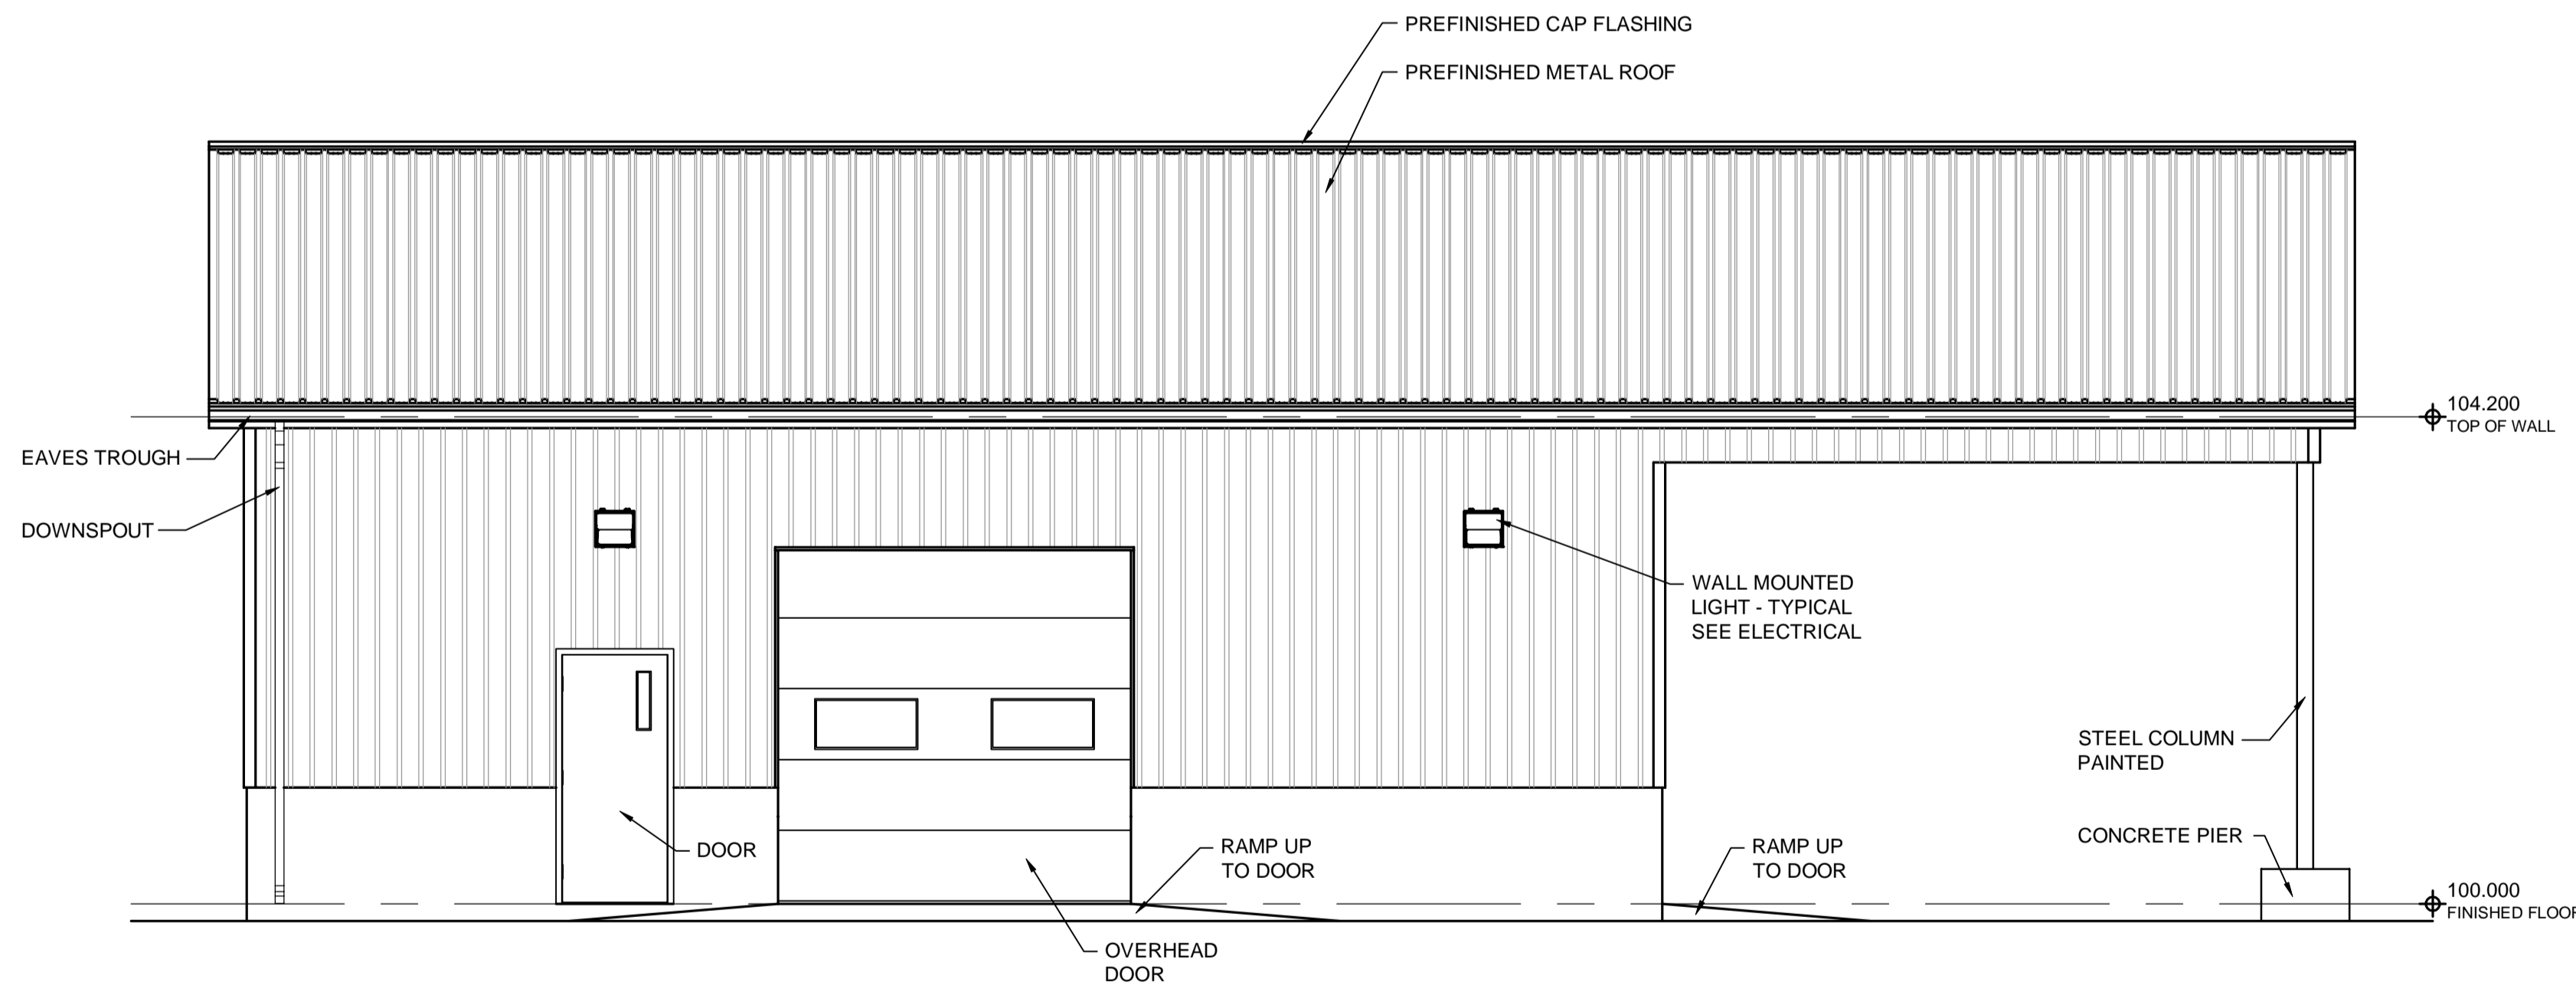 PREFINISHED CAP FLASHING
PREFINISHED METAL ROOF
104.200
TOP OF WALL
EAVES TROUGH
DOWNSPOUT
WALL MOUNTED
LIGHT - TYPICAL
SEE ELECTRICAL
STEEL COLUMN
PAINTED
DOOR
RAMP UP
TO DOOR
RAMP UP
TO DOOR
CONCRETE PIER
100.000
FINISHED FLOOR
OVERHEAD
DOOR